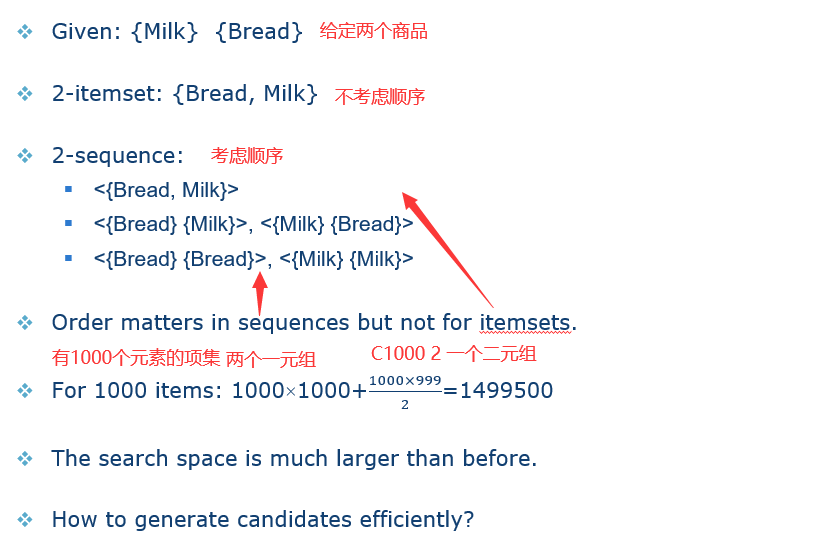 Given: {Milk} {Bread} 给定两个商品
2-itemset: {Bread, Milk} 不考虑顺序
2-sequence: 考虑顺序
<{Bread, Milk}>
<{Bread} {Milk}>, <{Milk} {Bread}>
<{Bread} {Bread}>, <{Milk} {Milk}>
Order matters in sequences but not for itemsets.
有1000个元素的项集 两个一元组 C1000 2 一个二元组
For 1000 items: 1000×1000+1000×999/2=1499500
The search space is much larger than before.
How to generate candidates efficiently?